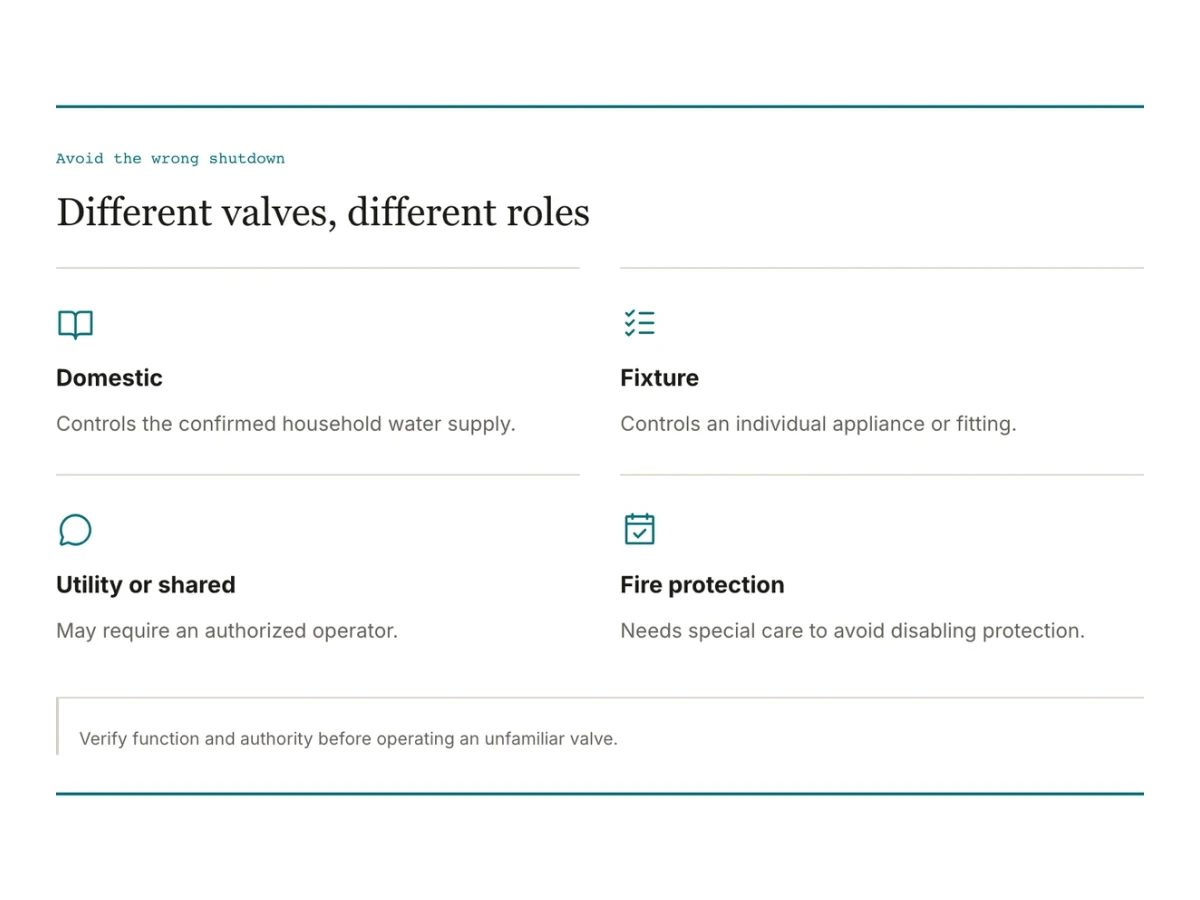 Avoid the wrong shutdown
Different valves, different roles
Domestic
Controls the confirmed household water supply.
Fixture
Controls an individual appliance or fitting.
Utility or shared
May require an authorized operator.
Fire protection
Needs special care to avoid disabling protection.
Verify function and authority before operating an unfamiliar valve.